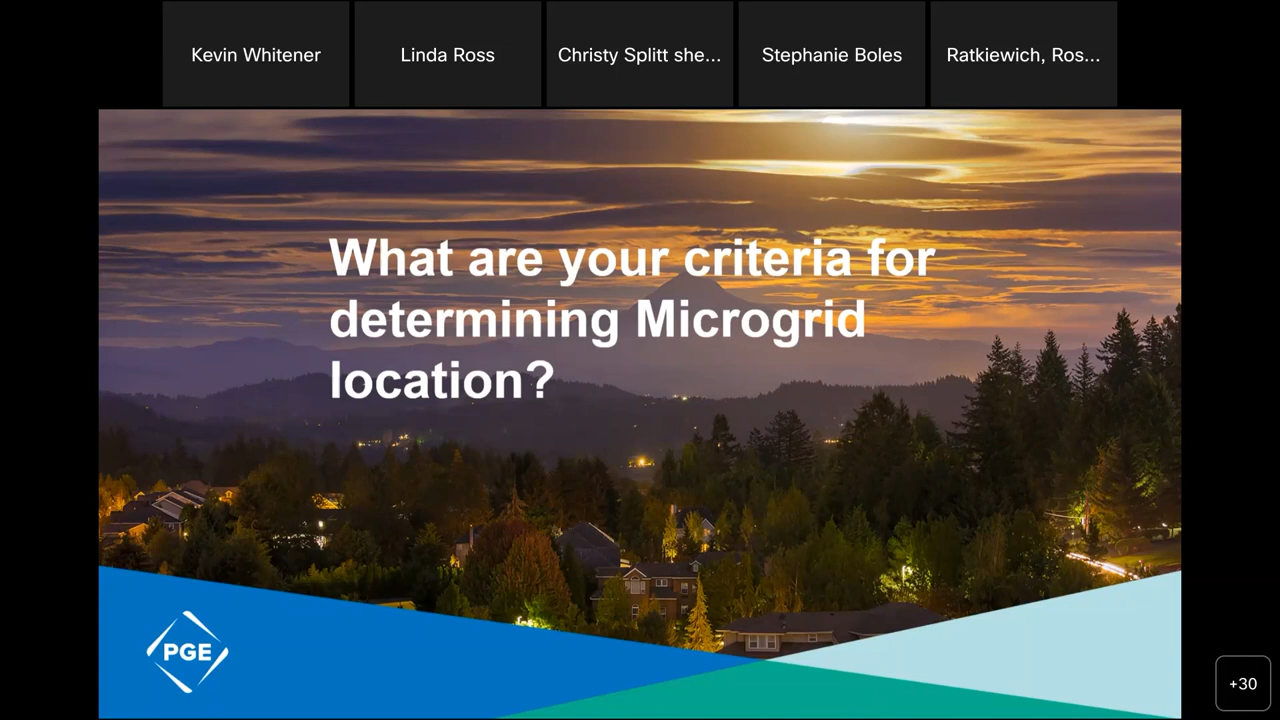 Kevin Whitener
Linda Ross
Christy Splitt she...
Stephanie Boles
Ratkiewich, Ros...
What are your criteria for
determining Microgrid
location?
PGE
+30